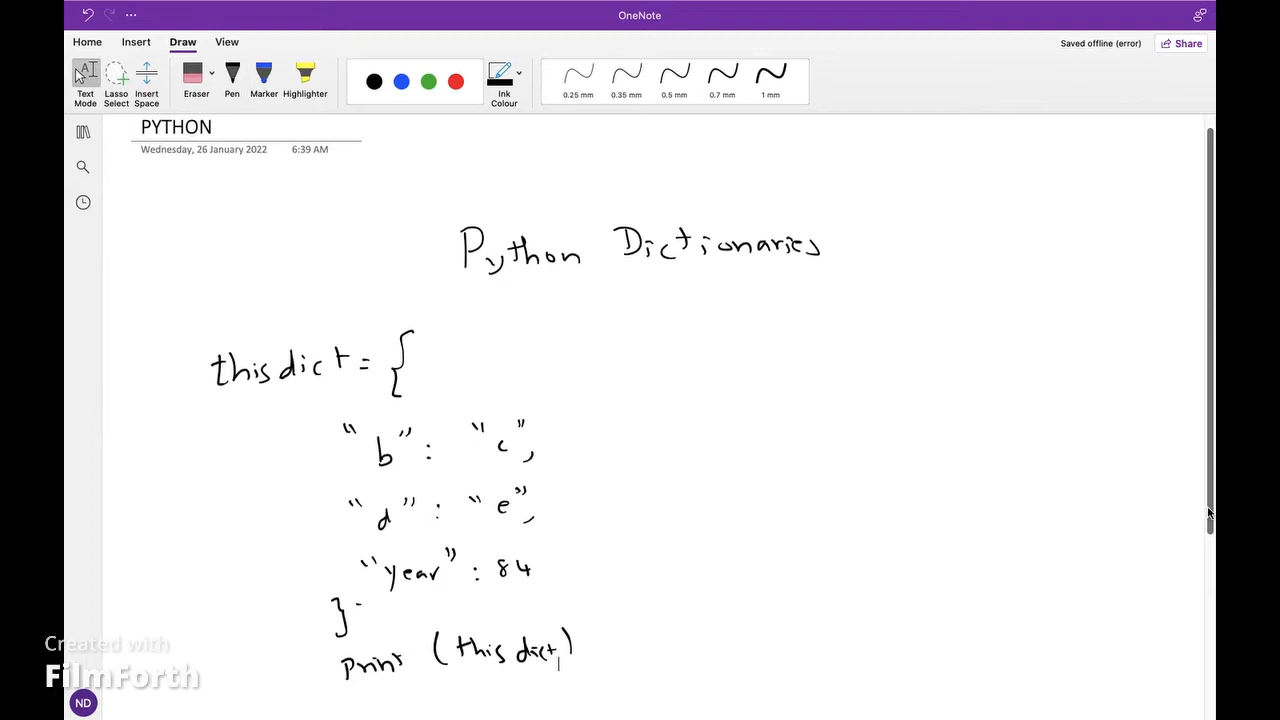 OneNote
Home Insert Draw View
Saved offline (error) Share
Text Mode Lasso Select Insert Space Eraser Pen Marker Highlighter Ink Colour 0.25 mm 0.35 mm 0.5 mm 0.7 mm 1 mm
PYTHON
Wednesday, 26 January 2022 6:39 AM
Python Dictionaries
thisdict = {
"b" : "c",
"d" : "e",
"year" : 84
}
Print (this dict)
Created with
FilmForth
ND